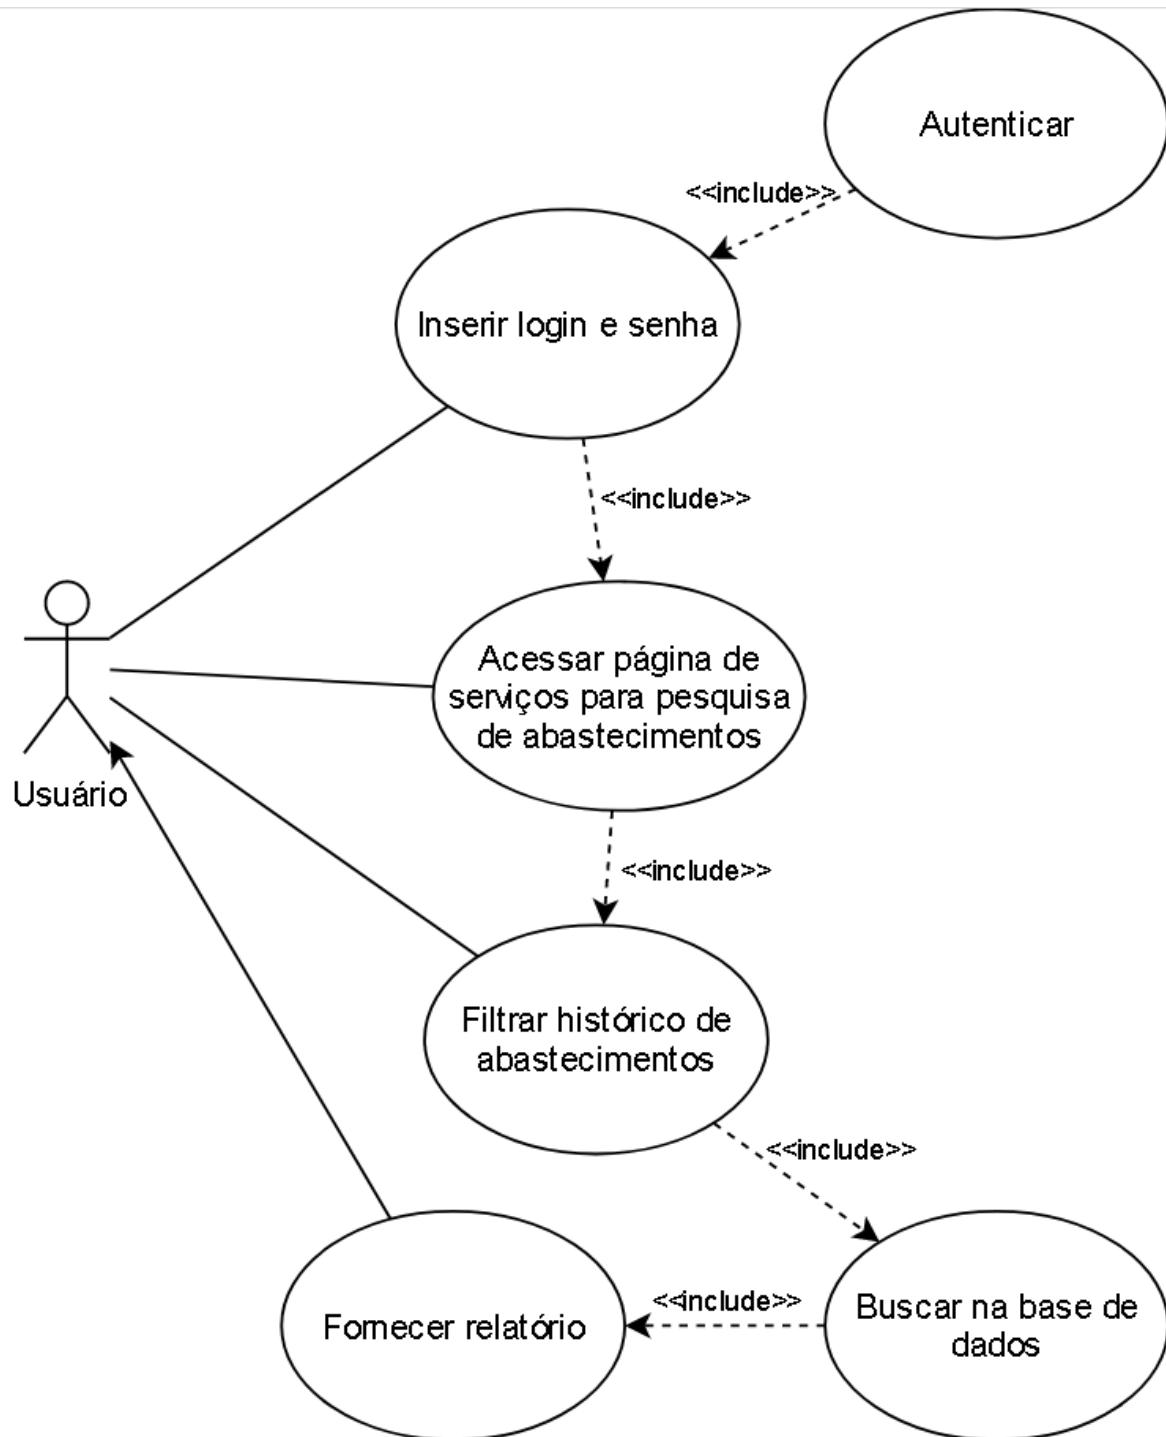 Autenticar
<<include>>
Inserir login e senha
<<include>>
Acessar página de
serviços para pesquisa
de abastecimentos
Usuário
<<include>>
Filtrar histórico de
abastecimentos
<<include>>
<<include>>
Buscar na base de
dados
Fornecer relatório